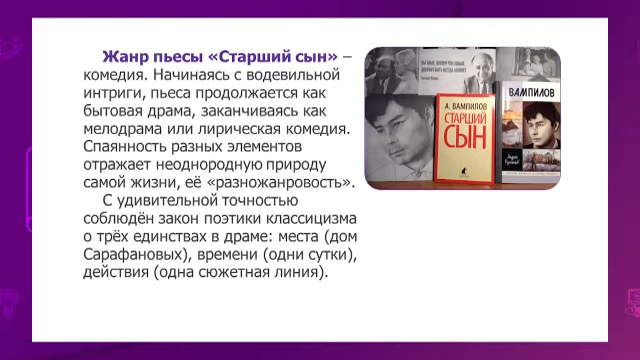 Жанр пьесы «Старший сын» –
комедия. Начинаясь с водевильной
интриги, пьеса продолжается как
бытовая драма, заканчиваясь как
мелодрама или лирическая комедия.
Спаянность разных элементов
отражает неоднородную природу
самой жизни, её «разножанровость».
С удивительной точностью
соблюдён закон поэтики классицизма
о трёх единствах в драме: места (дом
Сарафановых), времени (одни сутки),
действия (одна сюжетная линия).
А. ВАМПИЛОВ
СТАРШИЙ
СЫН
ВАМПИЛОВ